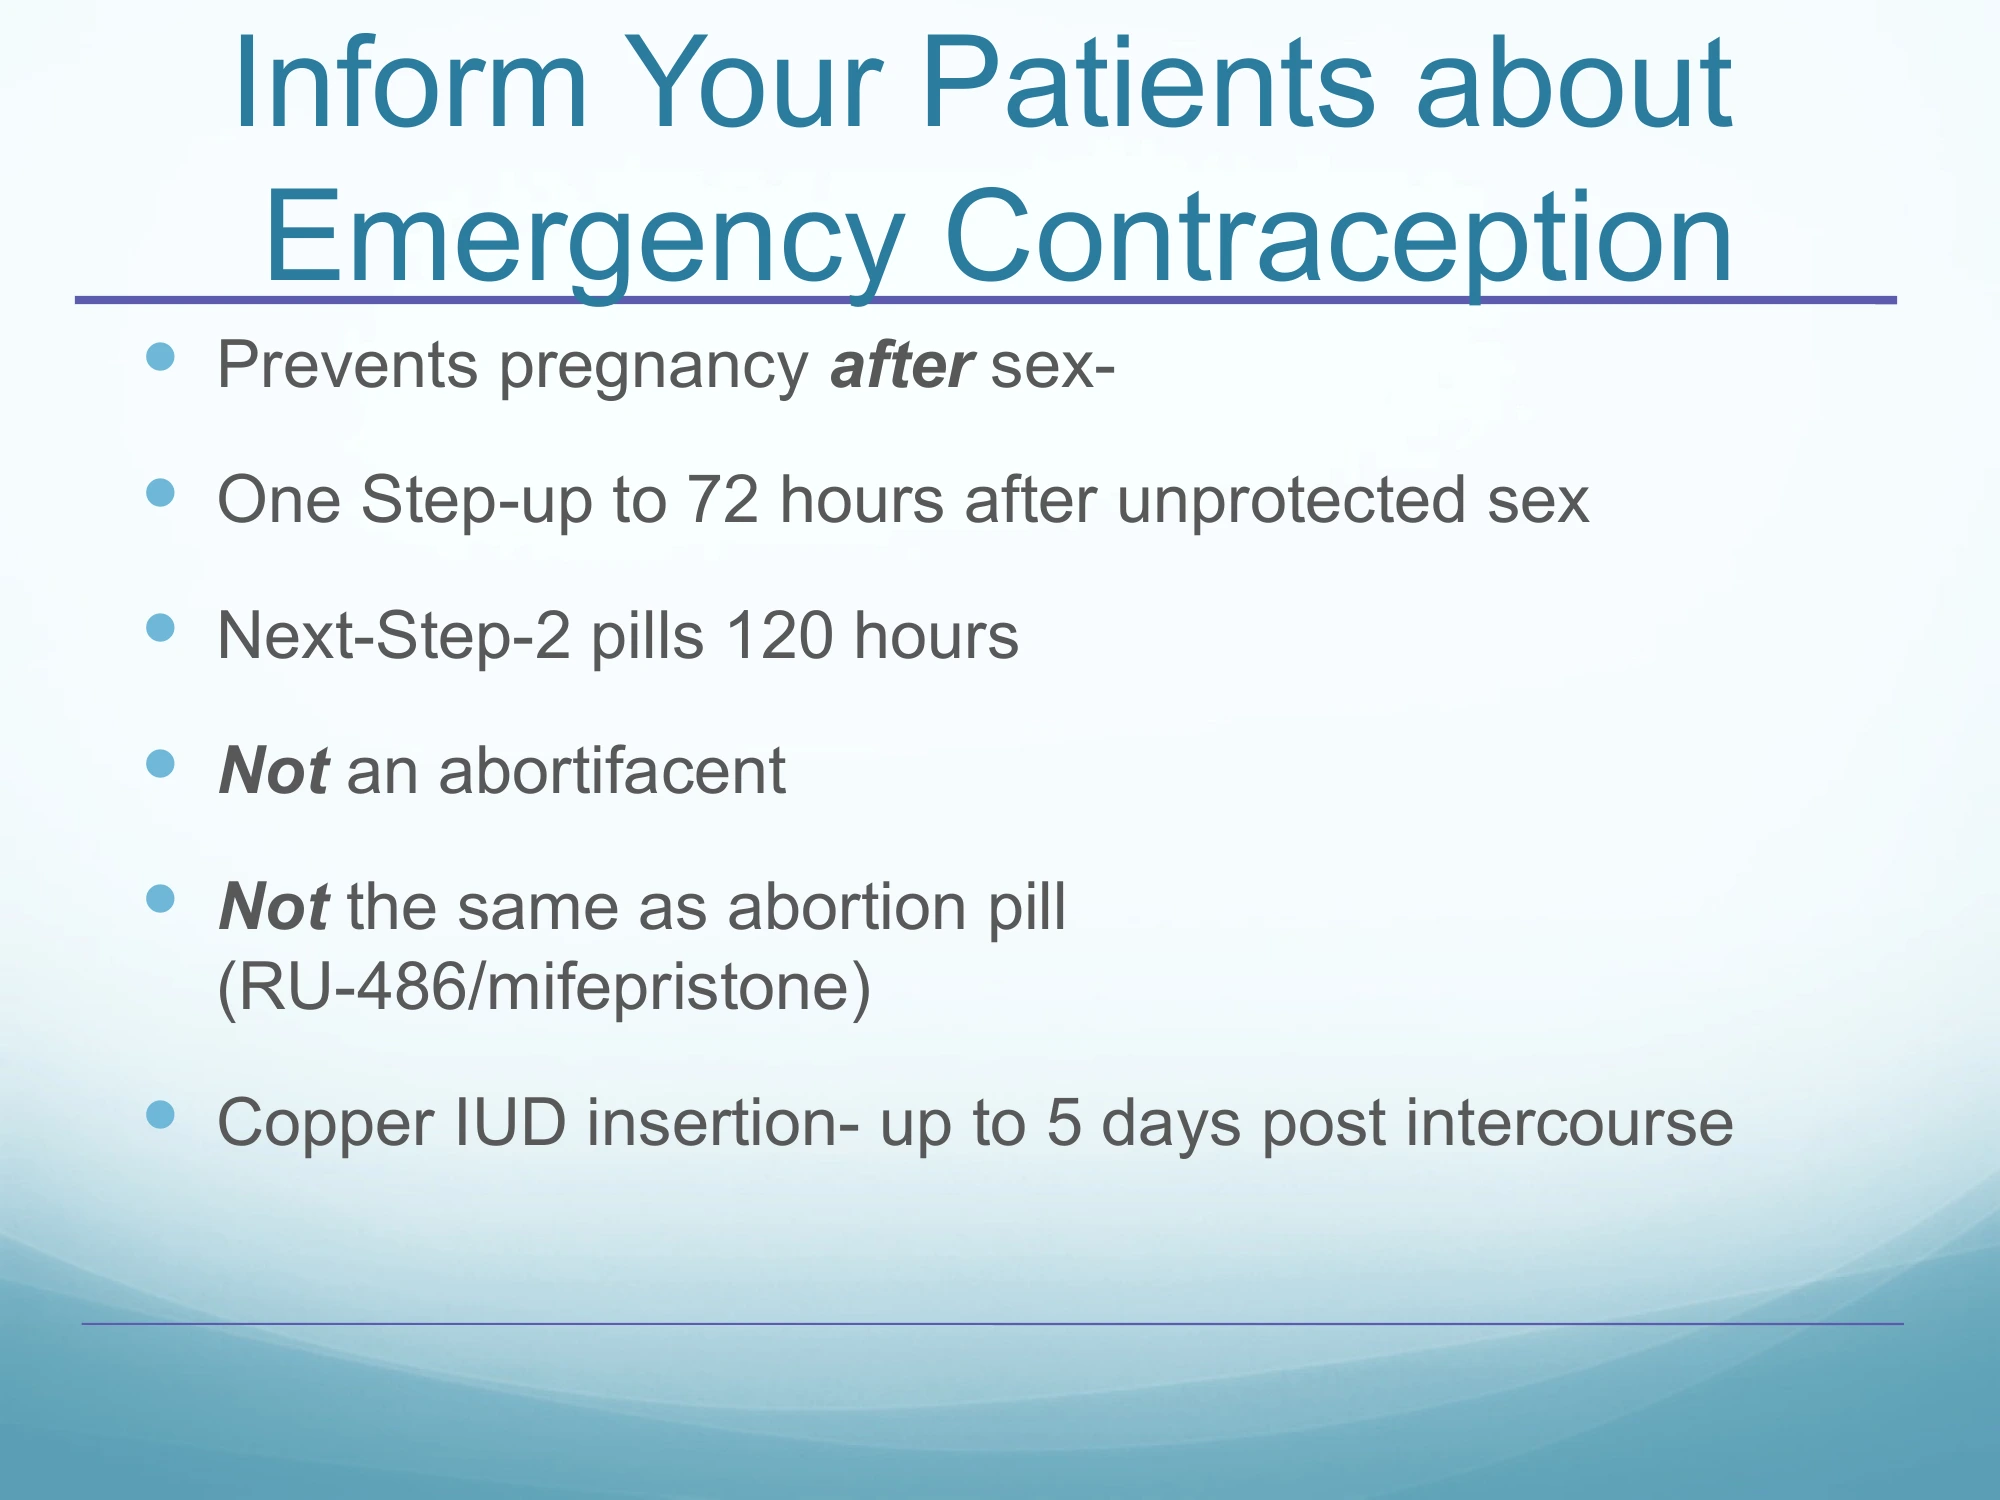 Inform Your Patients about
Emergency Contraception
• Prevents pregnancy after sex-
• One Step-up to 72 hours after unprotected sex
• Next-Step-2 pills 120 hours
• Not an abortifacent
• Not the same as abortion pill
(RU-486/mifepristone)
• Copper IUD insertion- up to 5 days post intercourse